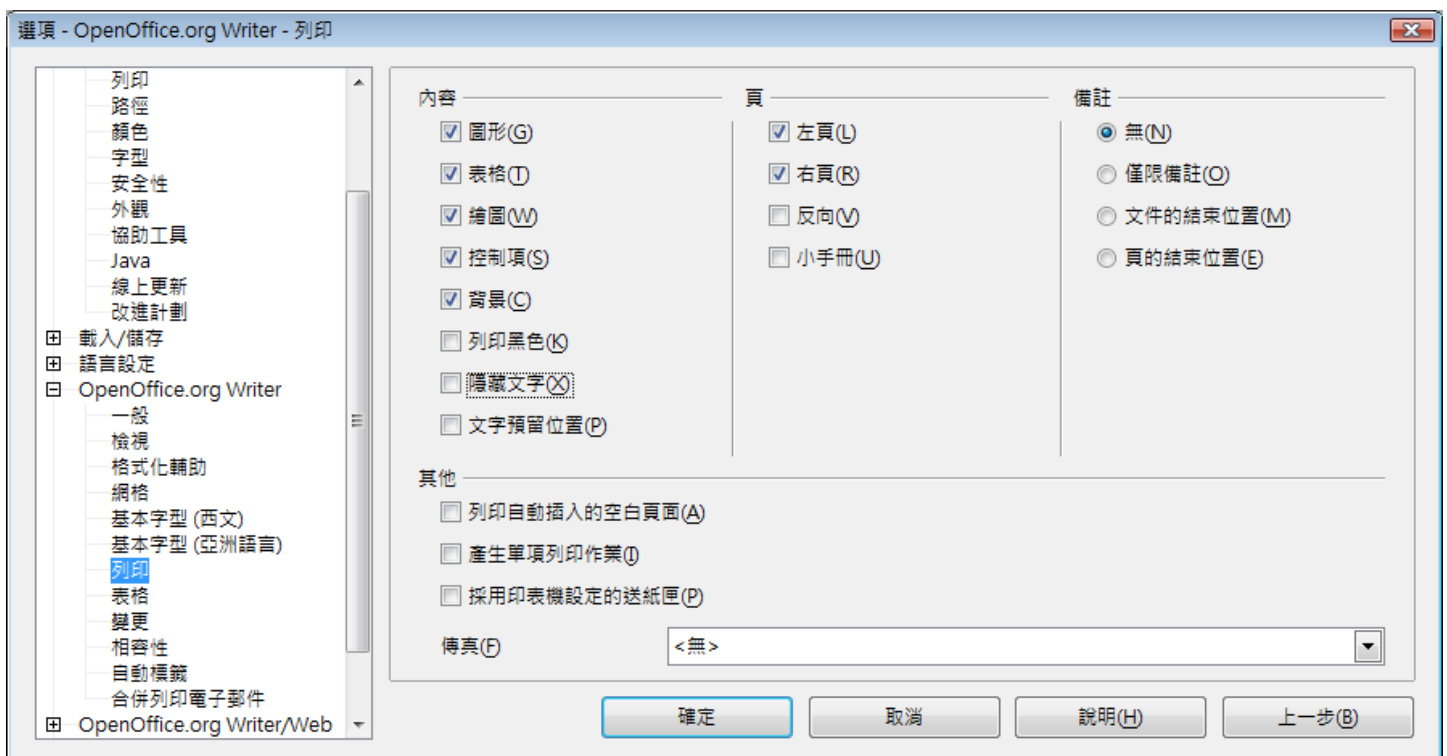 選項 - OpenOffice.org Writer - 列印
列印
路徑
顏色
字型
安全性
外觀
協助工具
Java
線上更新
改進計劃
載入/儲存
語言設定
OpenOffice.org Writer
一般
檢視
格式化輔助
網格
基本字型 (西文)
基本字型 (亞洲語言)
列印
表格
變更
相容性
自動標籤
合併列印電子郵件
OpenOffice.org Writer/Web
內容
圖形(G)
表格(T)
繪圖(W)
控制項(S)
背景(C)
列印黑色(K)
隱藏文字(X)
文字預留位置(P)
頁
左頁(L)
右頁(R)
反向(V)
小手冊(U)
備註
無(N)
僅限備註(O)
文件的結束位置(M)
頁的結束位置(E)
其他
列印自動插入的空白頁面(A)
產生單項列印作業(I)
採用印表機設定的送紙匣(P)
傳真(F)
<無>
確定
取消
說明(H)
上一步(B)